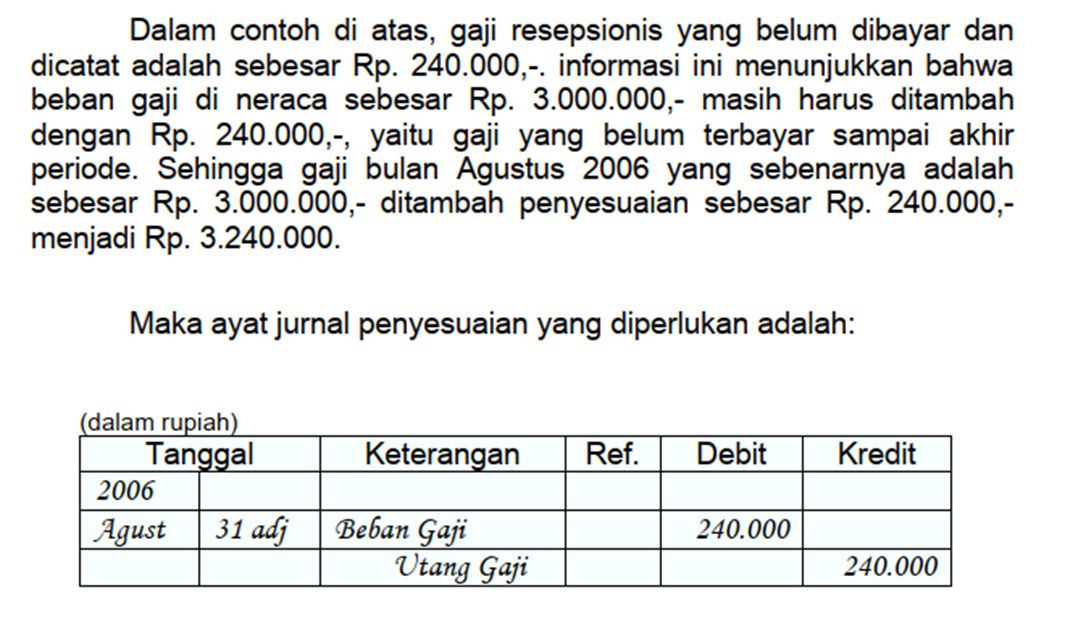 Dalam contoh di atas, gaji resepsionis yang belum dibayar dan
dicatat adalah sebesar Rp. 240.000,-. informasi ini menunjukkan bahwa
beban gaji di neraca sebesar Rp. 3.000.000,- masih harus ditambah
dengan Rp. 240.000,-, yaitu gaji yang belum terbayar sampai akhir
periode. Sehingga gaji bulan Agustus 2006 yang sebenarnya adalah
sebesar Rp. 3.000.000,- ditambah penyesuaian sebesar Rp. 240.000,-
menjadi Rp. 3.240.000.
Maka ayat jurnal penyesuaian yang diperlukan adalah:
(dalam rupiah)
Tanggal Keterangan Ref. Debit Kredit
2006
Agust 31 adj Beban Gaji 240.000
Utang Gaji 240.000